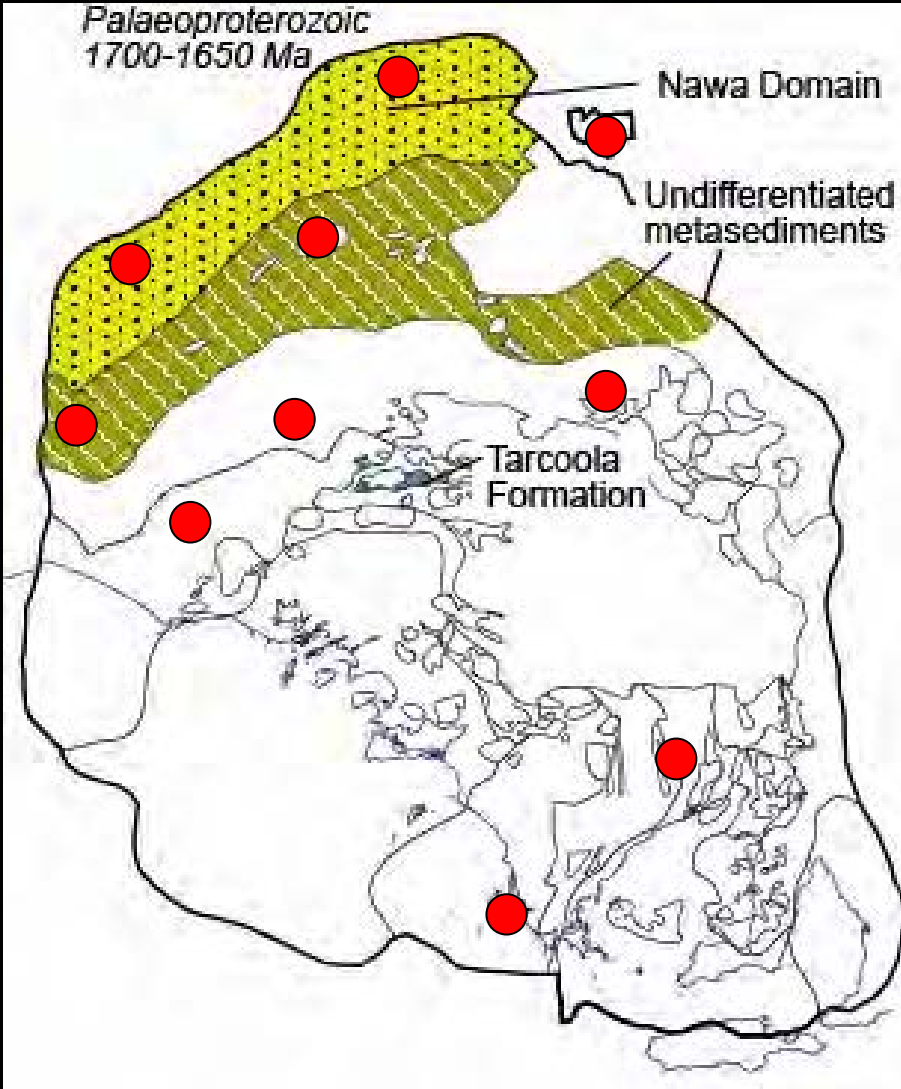 Palaeoproterozoic
1700-1650 Ma
Nawa Domain
Undifferentiated
metasediments
Tarcoola
Formation